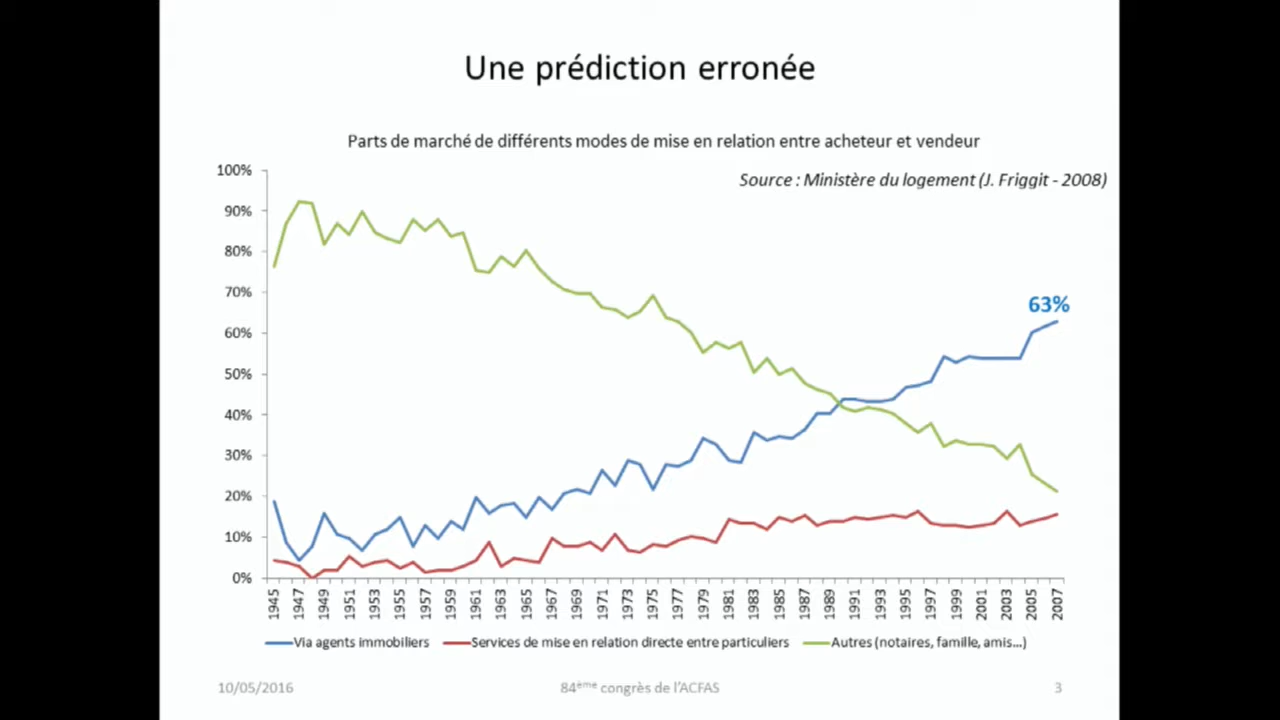 Une prédiction erronée
Parts de marché de différents modes de mise en relation entre acheteur et vendeur
Source : Ministère du logement (J. Friggit - 2008)
100%
90%
80%
70%
60%
50%
40%
30%
20%
10%
0%
63%
1945 1947 1949 1951 1953 1955 1957 1959 1961 1963 1965 1967 1969 1971 1973 1975 1977 1979 1981 1983 1985 1987 1989 1991 1993 1995 1997 1999 2001 2003 2005 2007
Via agents immobiliers Services de mise en relation directe entre particuliers Autres (notaires, famille, amis...)
10/05/2016 84ème congrès de l'ACFAS 3